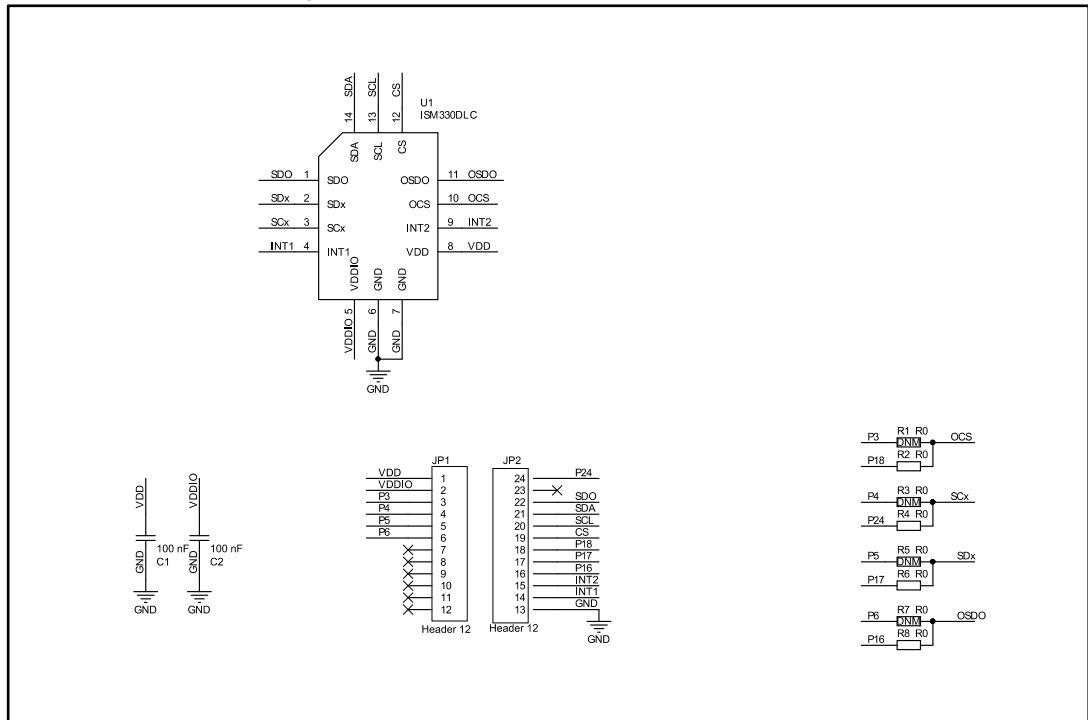 SDA SCL CS
14 13 12
U1
ISM330DLC
SDA SCL CS
SDO 1 SDO OSDO 11 OSDO
SDx 2 SDx OCS 10 OCS
SCx 3 SCx INT2 9 INT2
INT1 4 INT1 VDD 8 VDD
VDDIO GND GND
5 6 7
VDDIO GND GND
GND
VDD
GND
100 nF
C1
GND
VDDIO
GND
100 nF
C2
GND
JP1
VDD 1
VDDIO 2
P3 3
P4 4
P5 5
P6 6
7
8
9
10
11
12
Header 12
JP2
24 P24
23
22 SDO
21 SDA
20 SCL
19 CS
18 P18
17 P17
16 P16
15 INT2
14 INT1
13 GND
Header 12
GND
R1 R0
P3 DNM OCS
R2 R0
P18
R3 R0
P4 DNM SCx
R4 R0
P24
R5 R0
P5 DNM SDx
R6 R0
P17
R7 R0
P6 DNM OSDO
R8 R0
P16